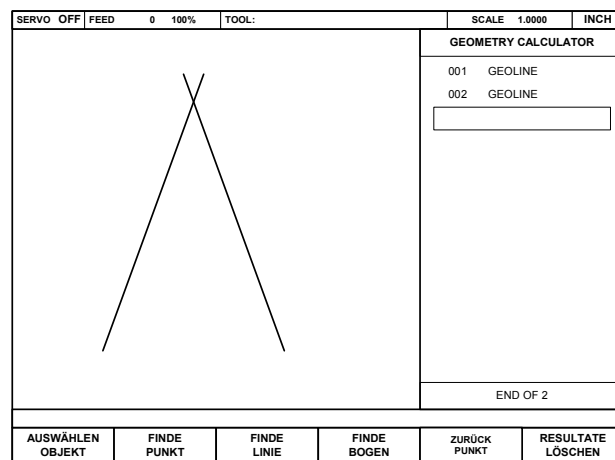 SERVO OFF FEED 0 100% TOOL: SCALE 1.0000 INCH
GEOMETRY CALCULATOR
001 GEOLINE
002 GEOLINE
END OF 2
AUSWÄHLEN OBJEKT
FINDE PUNKT
FINDE LINIE
FINDE BOGEN
ZURÜCK PUNKT
RESULTATE LÖSCHEN